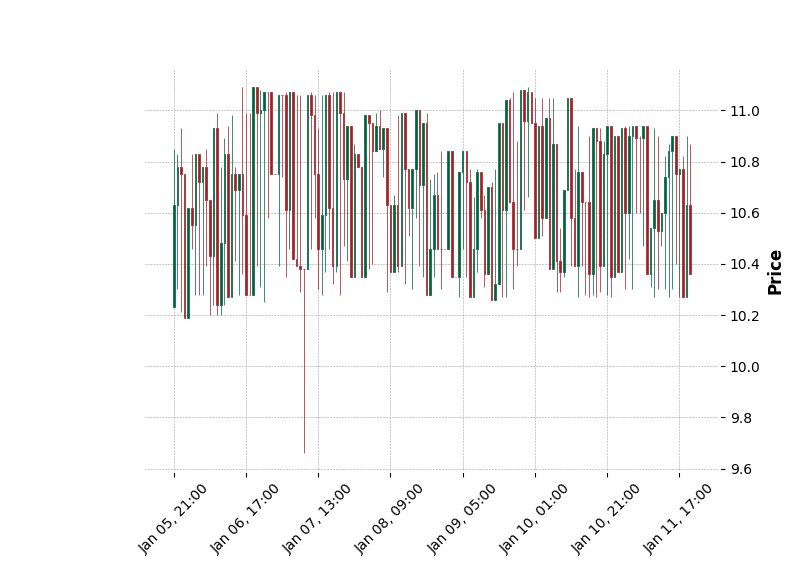 11.0
10.8
10.6
10.4
10.2
10.0
9.8
9.6
Price
Jan 05, 21:00
Jan 06, 17:00
Jan 07, 13:00
Jan 08, 09:00
Jan 09, 05:00
Jan 10, 01:00
Jan 10, 21:00
Jan 11, 17:00